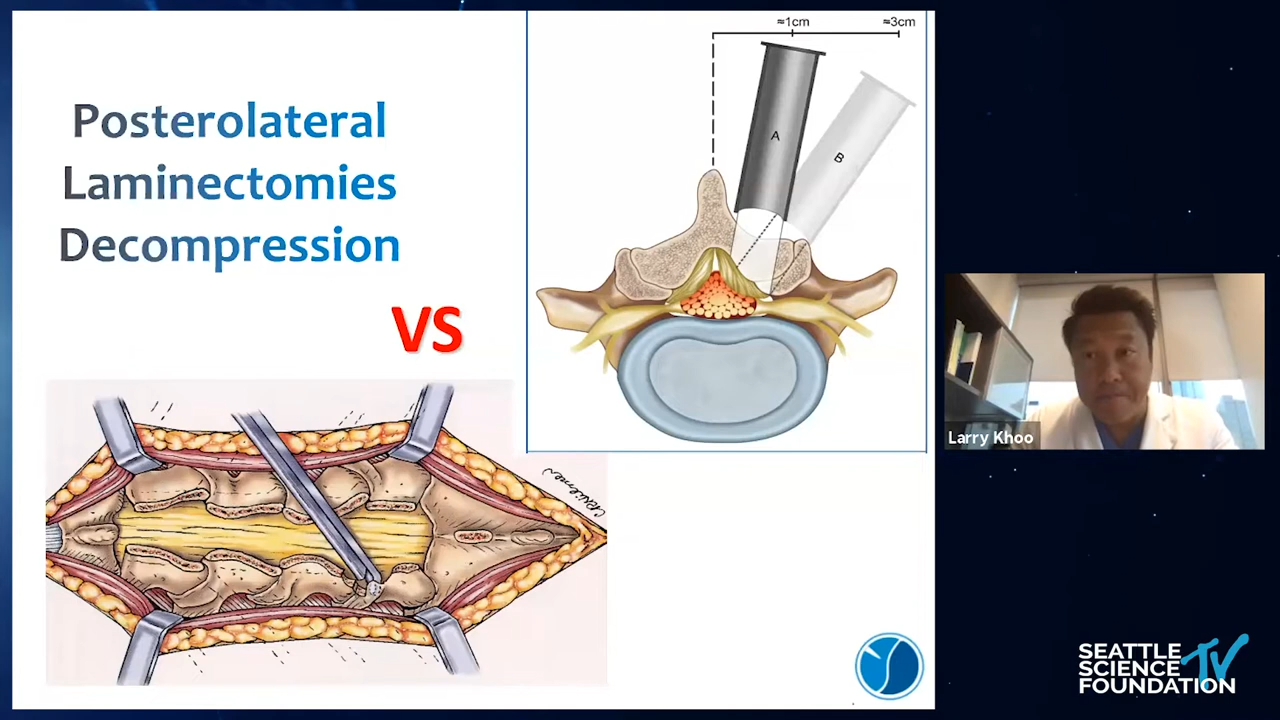 Posterolateral
Laminectomies
Decompression
VS
≈1cm
≈3cm
A
B
Larry Khoo
SEATTLE
SCIENCE TV
FOUNDATION